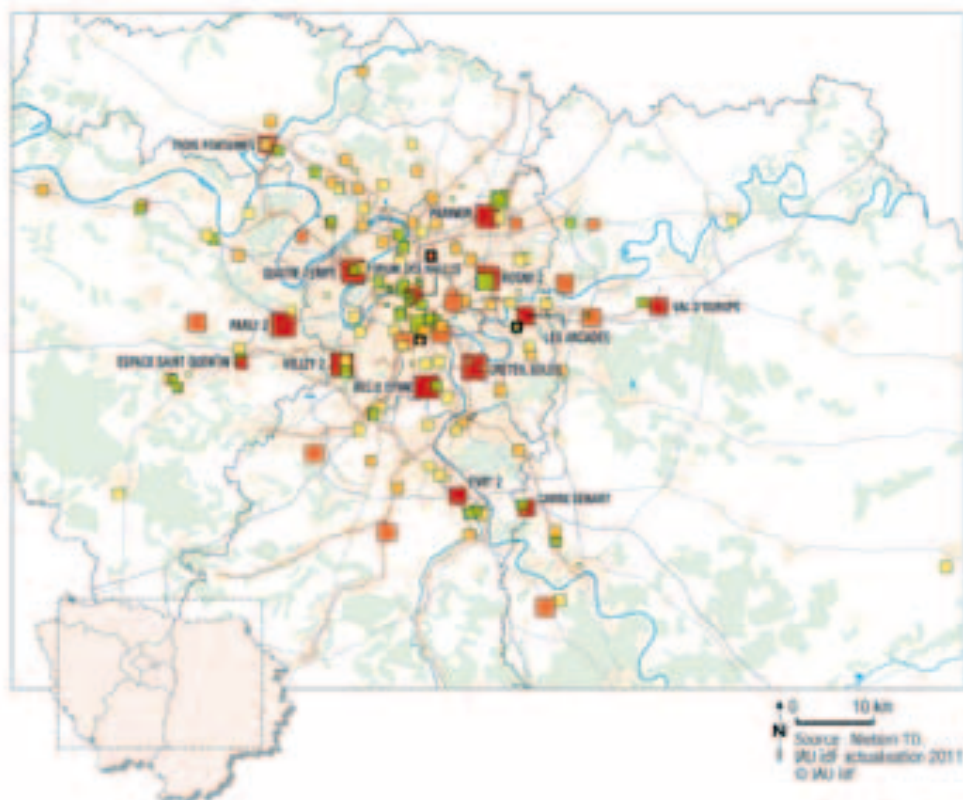 TROIS FONTAINES
PARINOR
QUATRE TEMPS
FORUM DES HALLES
ROSNY 2
VAL D'EUROPE
PARLY 2
LES ARCADES
ESPACE SAINT QUENTIN
VELIZY 2
CRETEIL SOLEIL
BELLE EPINE
EVRY 2
CARRE SENART
0 10 km
N
Source : Nielsen TD,
IAU îdF actualisation 2011
© IAU îdF